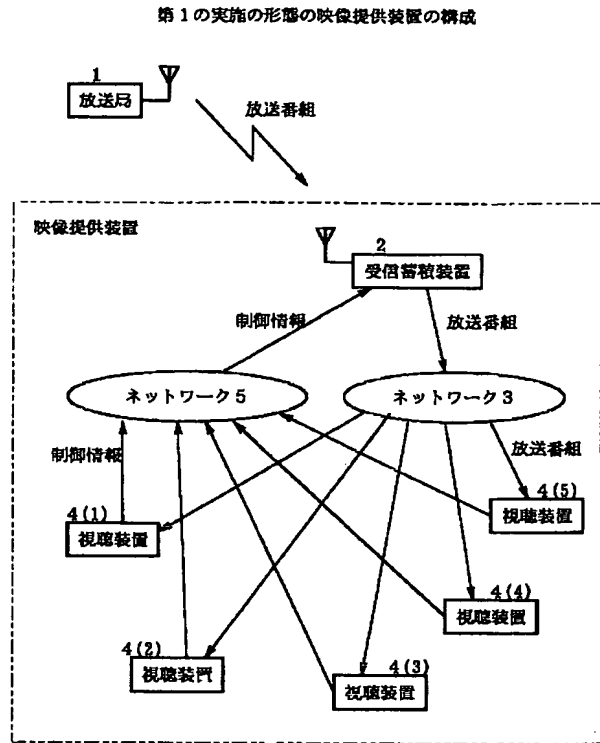 第1の実施の形態の映像提供装置の構成
1
放送局
放送番組
映像提供装置
2
受信蓄積装置
制御情報
放送番組
ネットワーク5
ネットワーク3
制御情報
放送番組
4(1)
視聴装置
4(5)
視聴装置
4(4)
視聴装置
4(2)
視聴装置
4(3)
視聴装置